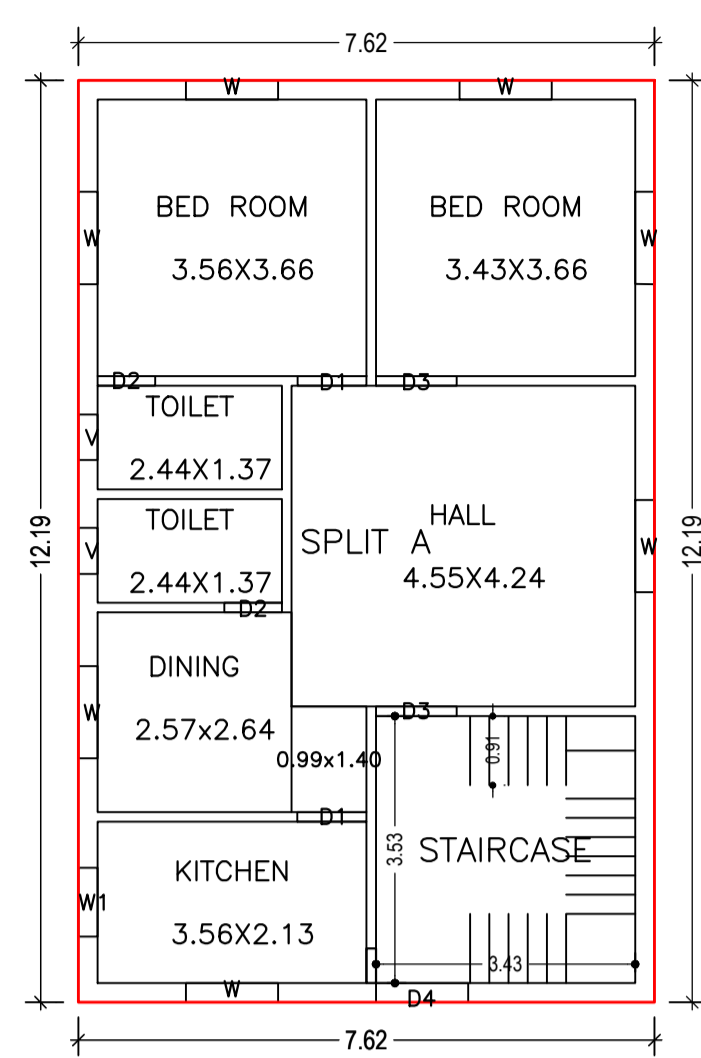 7.62
W
W
BED ROOM
3.56X3.66
BED ROOM
3.43X3.66
W
W
D2
D1
D3
TOILET
2.44X1.37
V
TOILET
2.44X1.37
V
D2
HALL
SPLIT A
4.55X4.24
W
12.19
12.19
DINING
2.57x2.64
W
D3
0.99x1.40
0.91
D1
3.53
STAIRCASE
KITCHEN
3.56X2.13
W1
3.43
W
D4
7.62